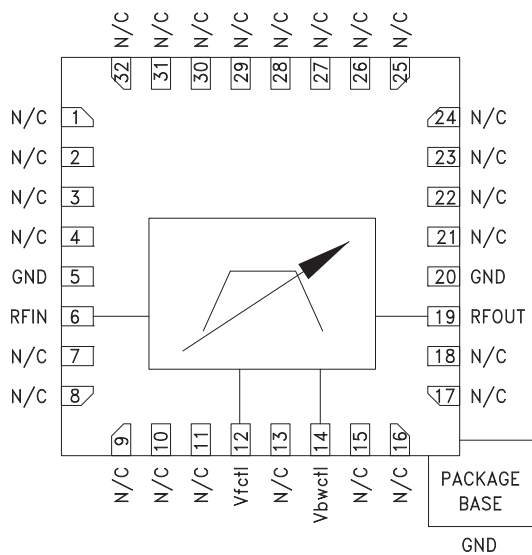 N/C N/C N/C N/C N/C N/C N/C N/C
32 31 30 29 28 27 26 25
N/C 1 24 N/C
N/C 2 23 N/C
N/C 3 22 N/C
N/C 4 21 N/C
GND 5 20 GND
RFIN 6 19 RFOUT
N/C 7 18 N/C
N/C 8 17 N/C
9 10 11 12 13 14 15 16
N/C N/C N/C Vfctl N/C Vbwctl N/C N/C
PACKAGE
BASE
GND